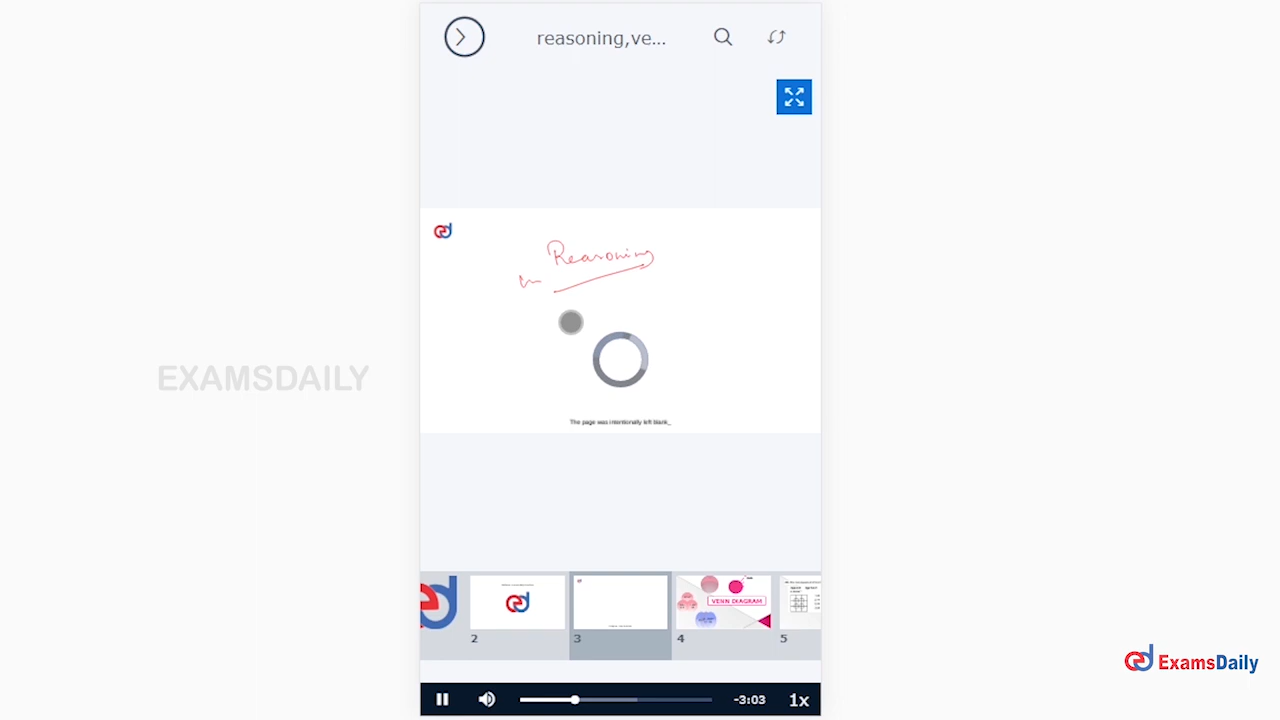 reasoning,ve...
Reasoning
EXAMSDAILY
The page was intentionally left blank_
VENN DIAGRAM
2
3
4
5
ExamsDaily
-3:03
1x